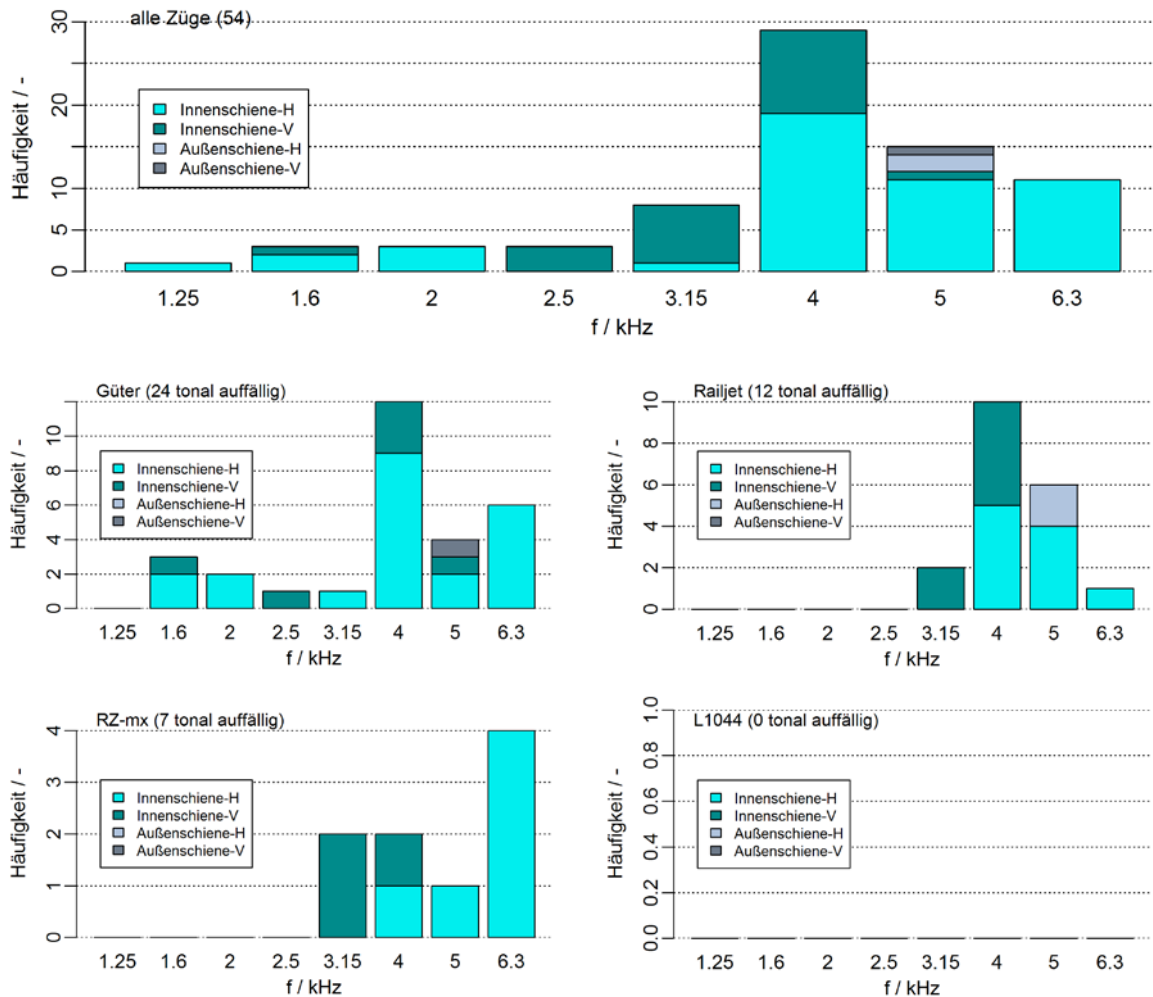 alle Züge (54)
Häufigkeit / -
30
20
10
5
0
Innenschiene-H
Innenschiene-V
Außenschiene-H
Außenschiene-V
1.25 1.6 2 2.5 3.15 4 5 6.3
f / kHz
Güter (24 tonal auffällig)
Häufigkeit / -
10
8
6
4
2
0
Innenschiene-H
Innenschiene-V
Außenschiene-H
Außenschiene-V
1.25 1.6 2 2.5 3.15 4 5 6.3
f / kHz
Railjet (12 tonal auffällig)
Häufigkeit / -
10
8
6
4
2
0
Innenschiene-H
Innenschiene-V
Außenschiene-H
Außenschiene-V
1.25 1.6 2 2.5 3.15 4 5 6.3
f / kHz
RZ-mx (7 tonal auffällig)
Häufigkeit / -
4
3
2
1
0
Innenschiene-H
Innenschiene-V
Außenschiene-H
Außenschiene-V
1.25 1.6 2 2.5 3.15 4 5 6.3
f / kHz
L1044 (0 tonal auffällig)
Häufigkeit / -
1.0
0.8
0.6
0.4
0.2
0.0
Innenschiene-H
Innenschiene-V
Außenschiene-H
Außenschiene-V
1.25 1.6 2 2.5 3.15 4 5 6.3
f / kHz